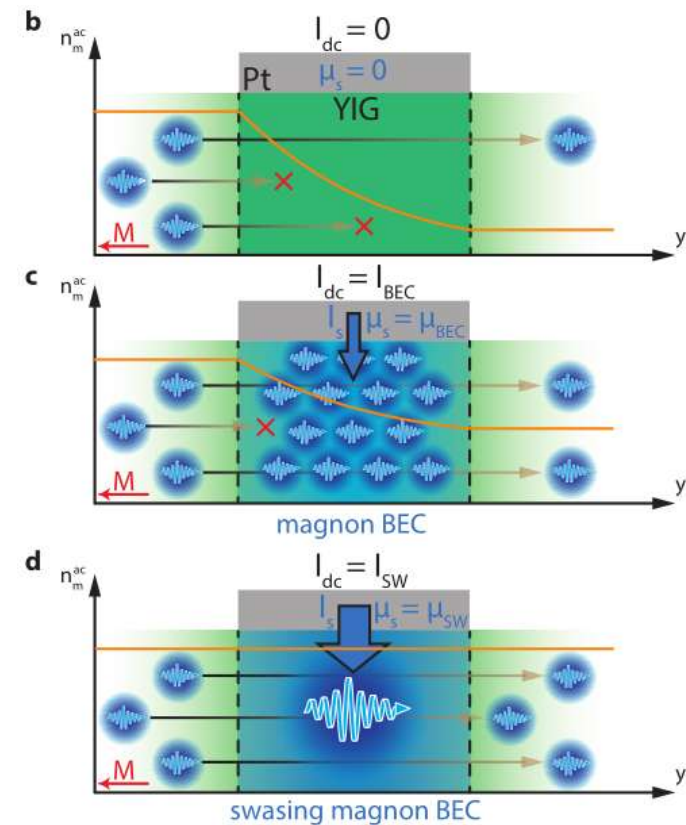 b
n_m^ac
I_dc = 0
Pt
μ_s = 0
YIG
M
y
c
n_m^ac
I_dc = I_BEC
I_s μ_s = μ_BEC
M
y
magnon BEC
d
n_m^ac
I_dc = I_SW
I_s μ_s = μ_SW
M
y
swasing magnon BEC